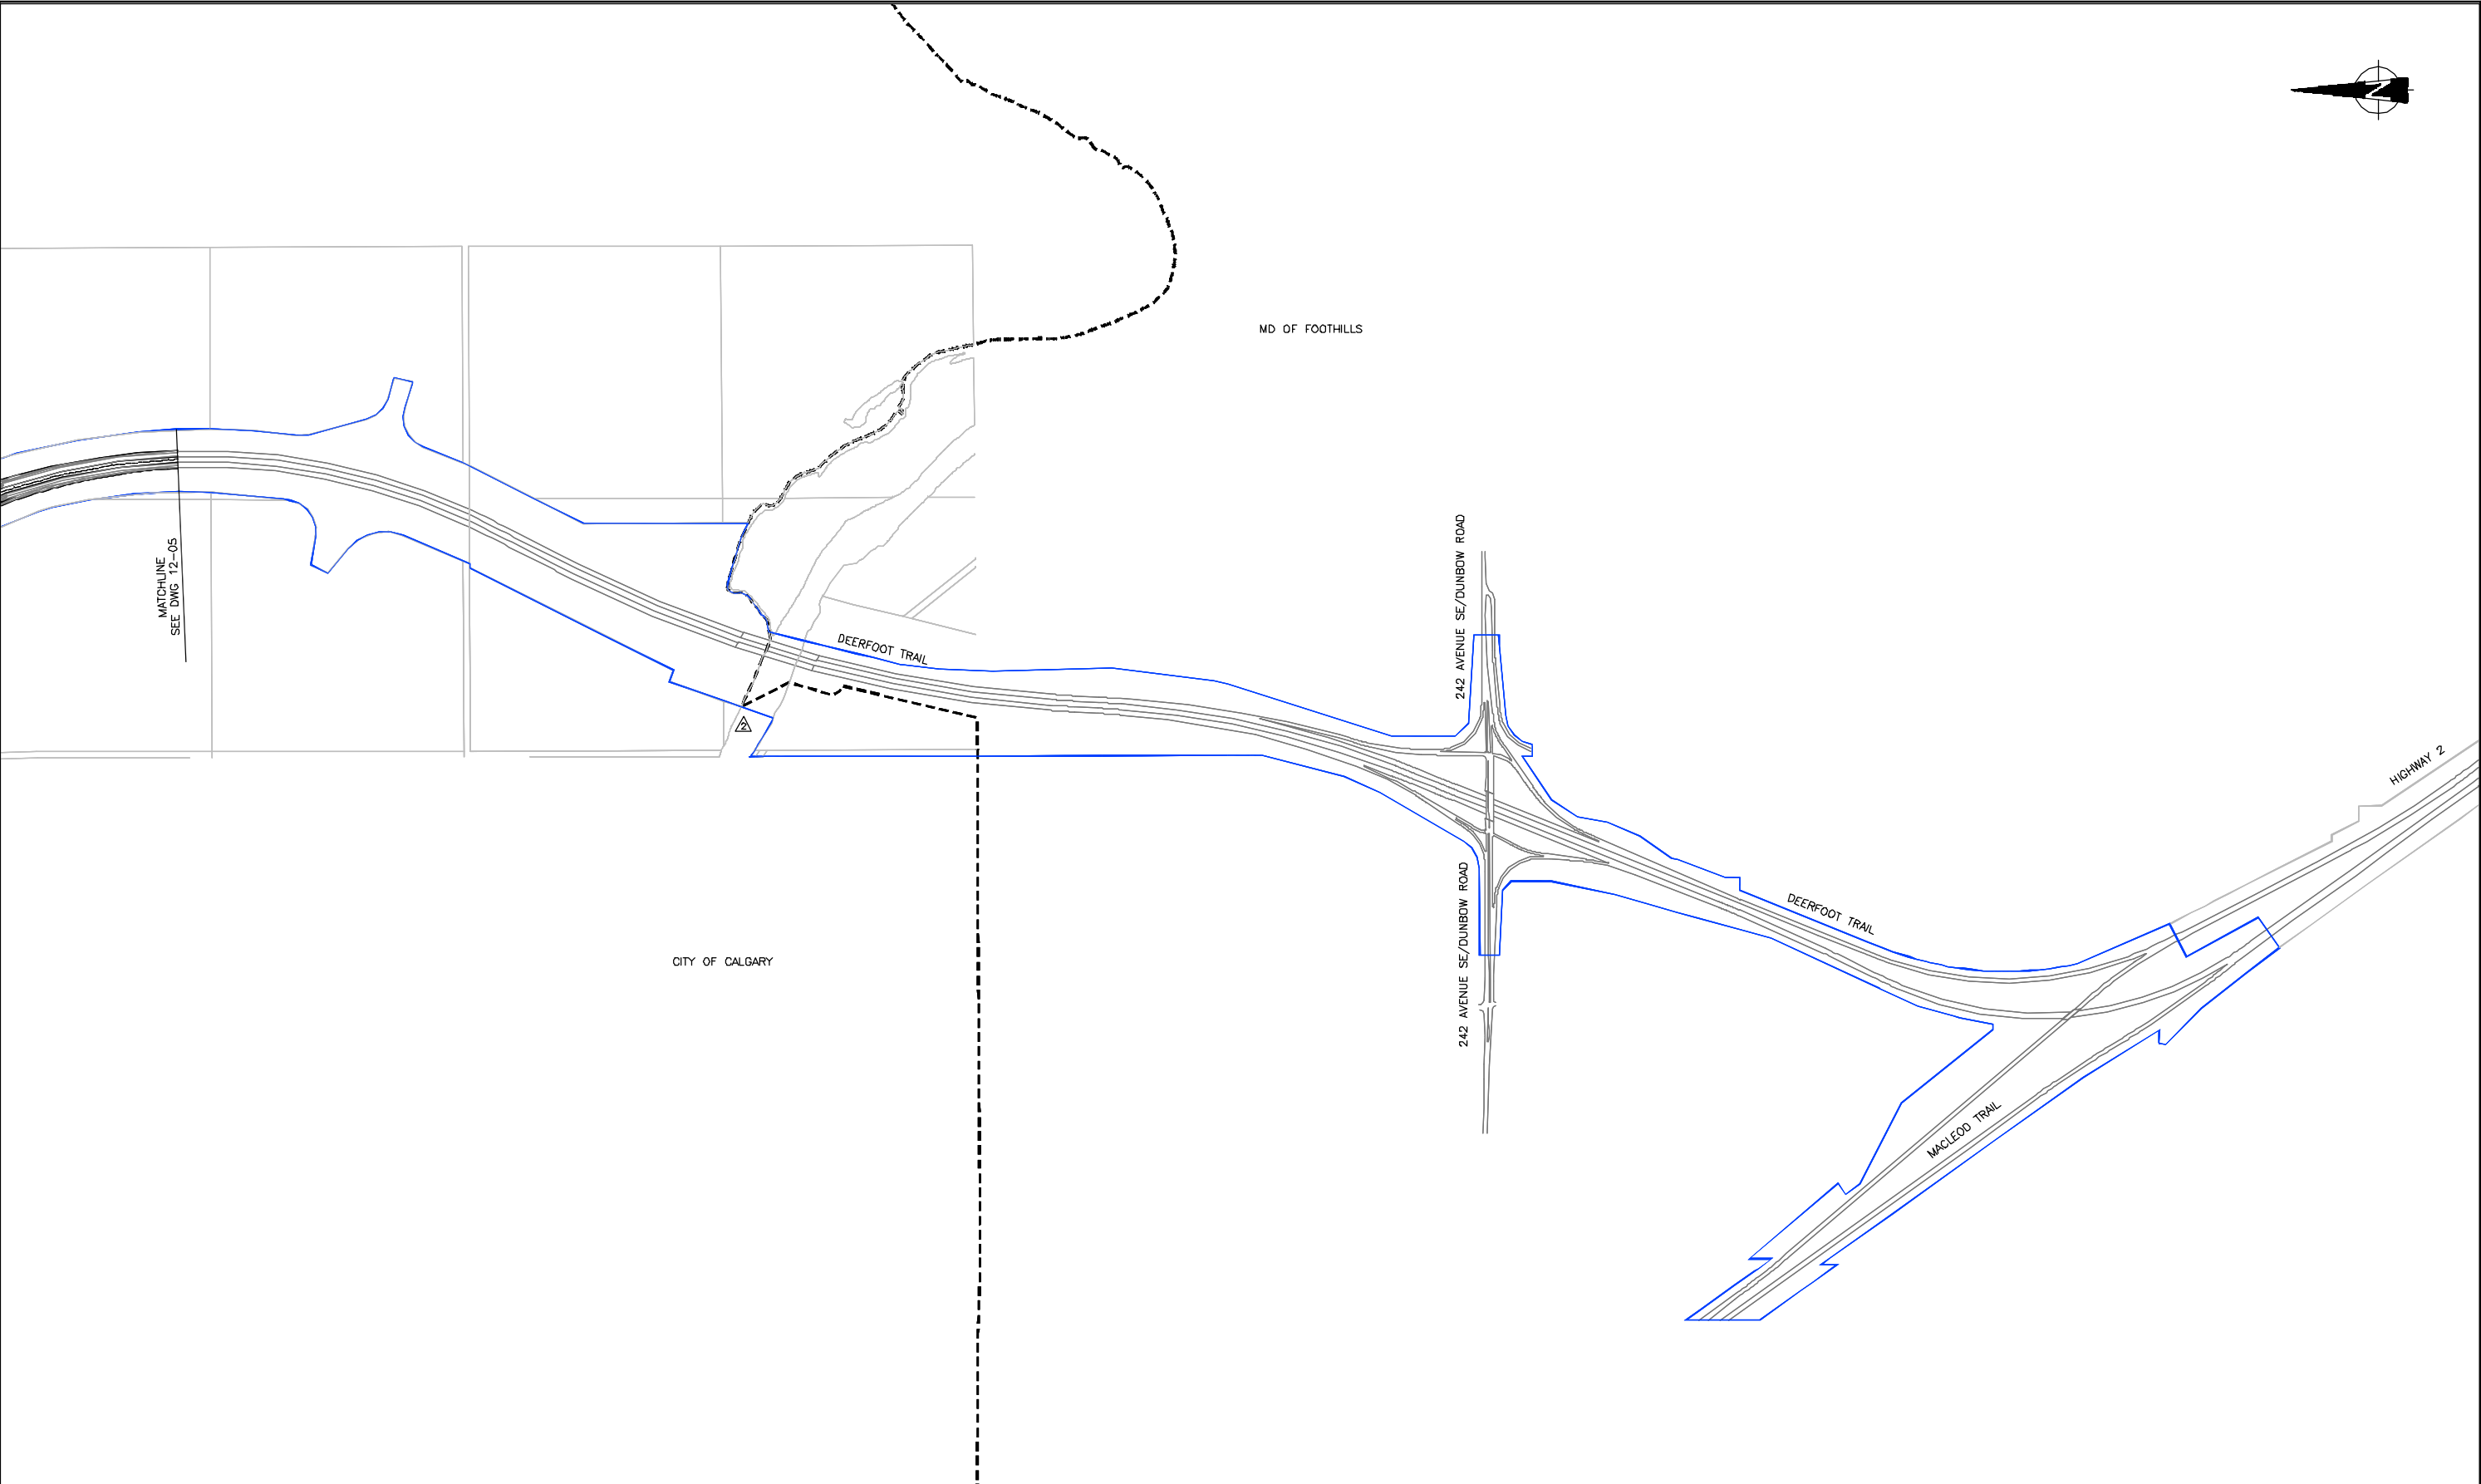 N
MD OF FOOTHILLS
MATCHLINE
SEE DWG 12-05
242 AVENUE SE/DUNBOW ROAD
DEERFOOT TRAIL
2
HIGHWAY 2
242 AVENUE SE/DUNBOW ROAD
DEERFOOT TRAIL
CITY OF CALGARY
MACLEOD TRAIL